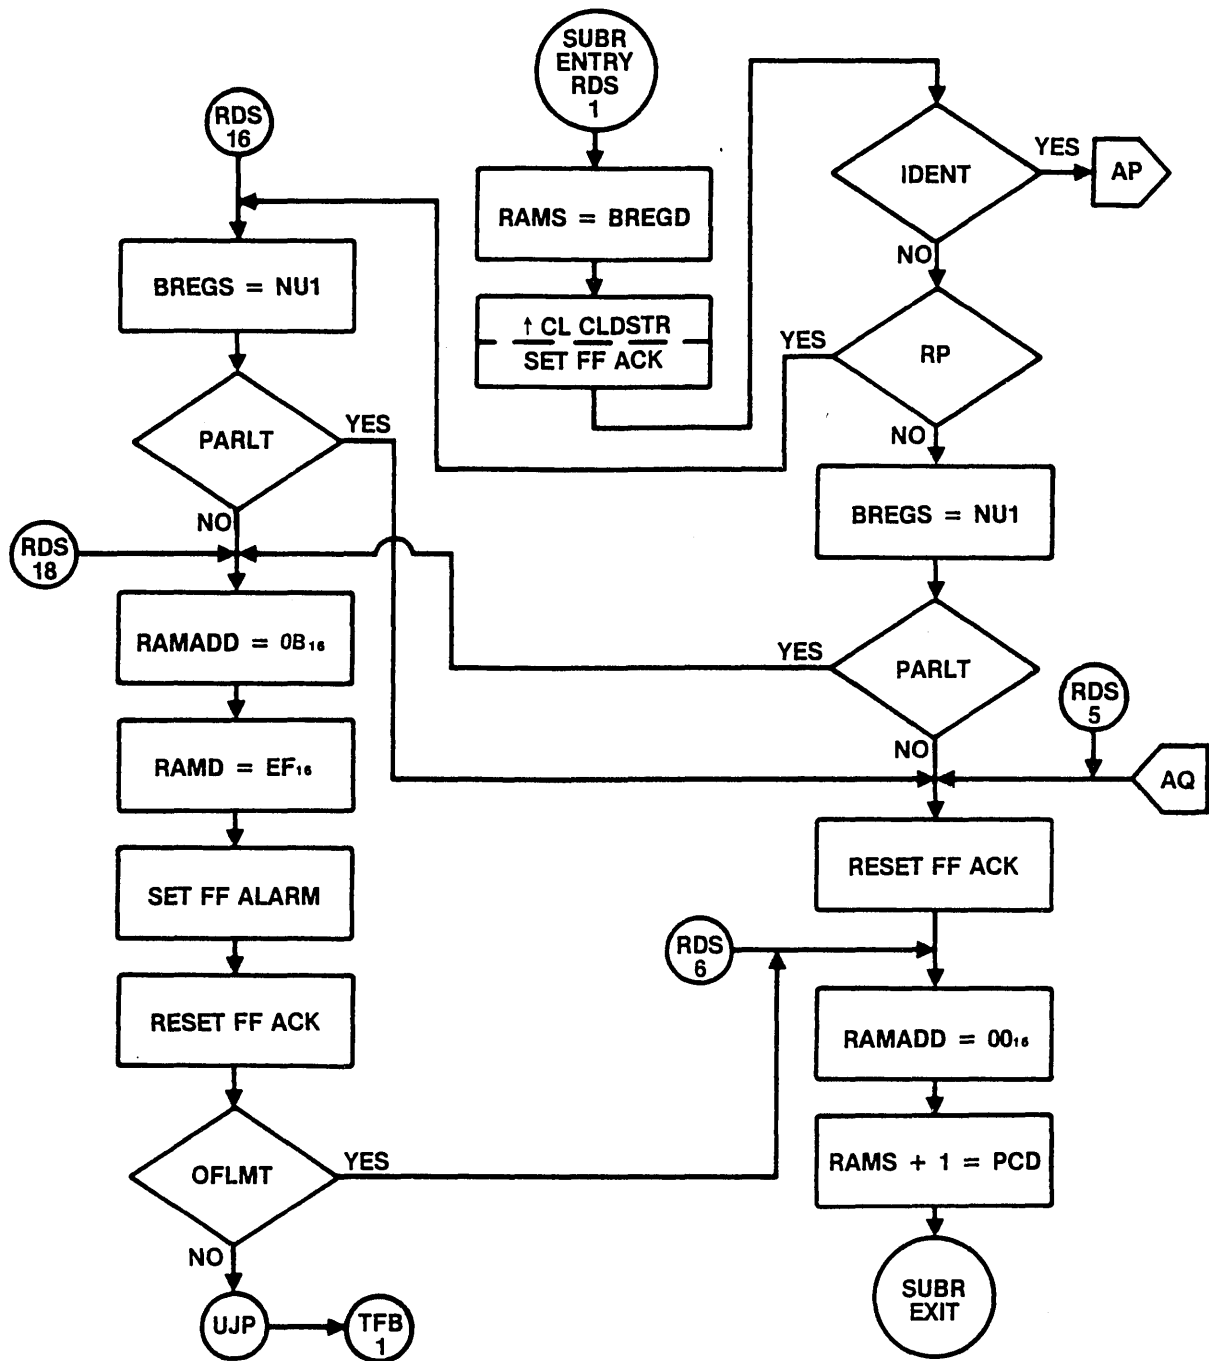 SUBR
ENTRY
RDS
1
RAMS = BREGD
↑ CL CLDSTR
SET FF ACK
IDENT
YES
AP
NO
RP
YES
NO
BREGS = NU1
PARLT
YES
NO
RDS
5
AQ
RESET FF ACK
RDS
6
RAMADD = 00₁₆
RAMS + 1 = PCD
SUBR
EXIT
RDS
16
BREGS = NU1
PARLT
YES
NO
RDS
18
RAMADD = 0B₁₆
RAMD = EF₁₆
SET FF ALARM
RESET FF ACK
OFLMT
YES
NO
UJP
TFB
1